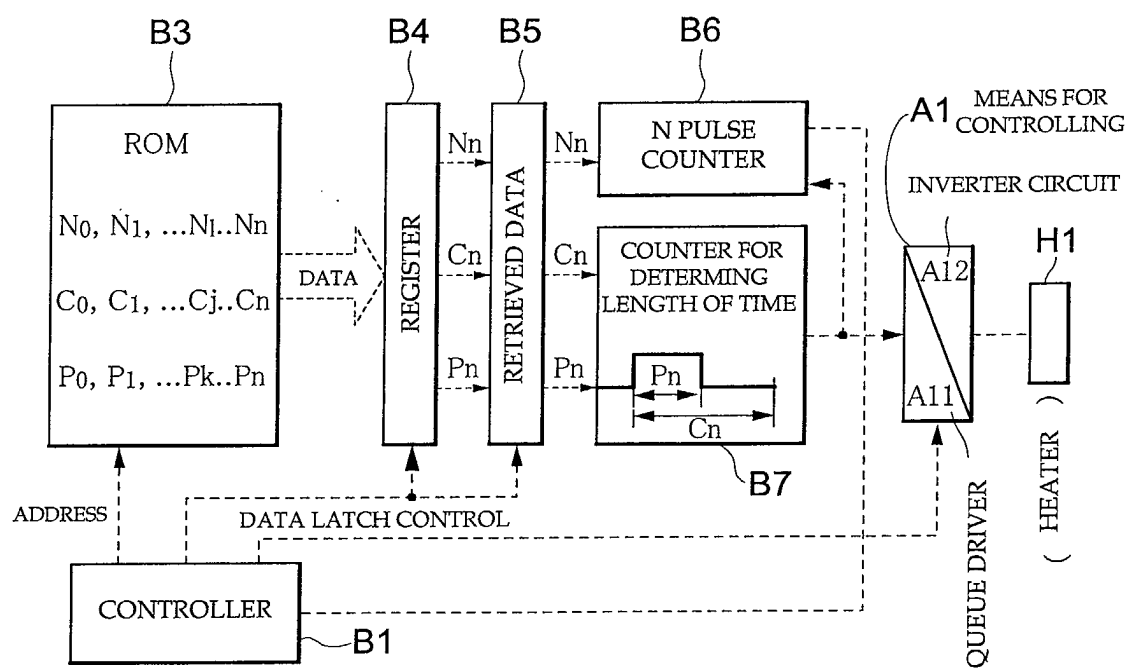 B3
B4
B5
B6
A1
MEANS FOR
CONTROLLING
ROM
N0, N1, ...Nl..Nn
C0, C1, ...Cj..Cn
P0, P1, ...Pk..Pn
DATA
REGISTER
Nn
Cn
Pn
RETRIEVED DATA
Nn
Cn
Pn
N PULSE
COUNTER
COUNTER FOR
DETERMING
LENGTH OF TIME
Pn
Cn
B7
INVERTER CIRCUIT
A12
A11
H1
(HEATER)
QUEUE DRIVER
ADDRESS
DATA LATCH CONTROL
CONTROLLER
B1